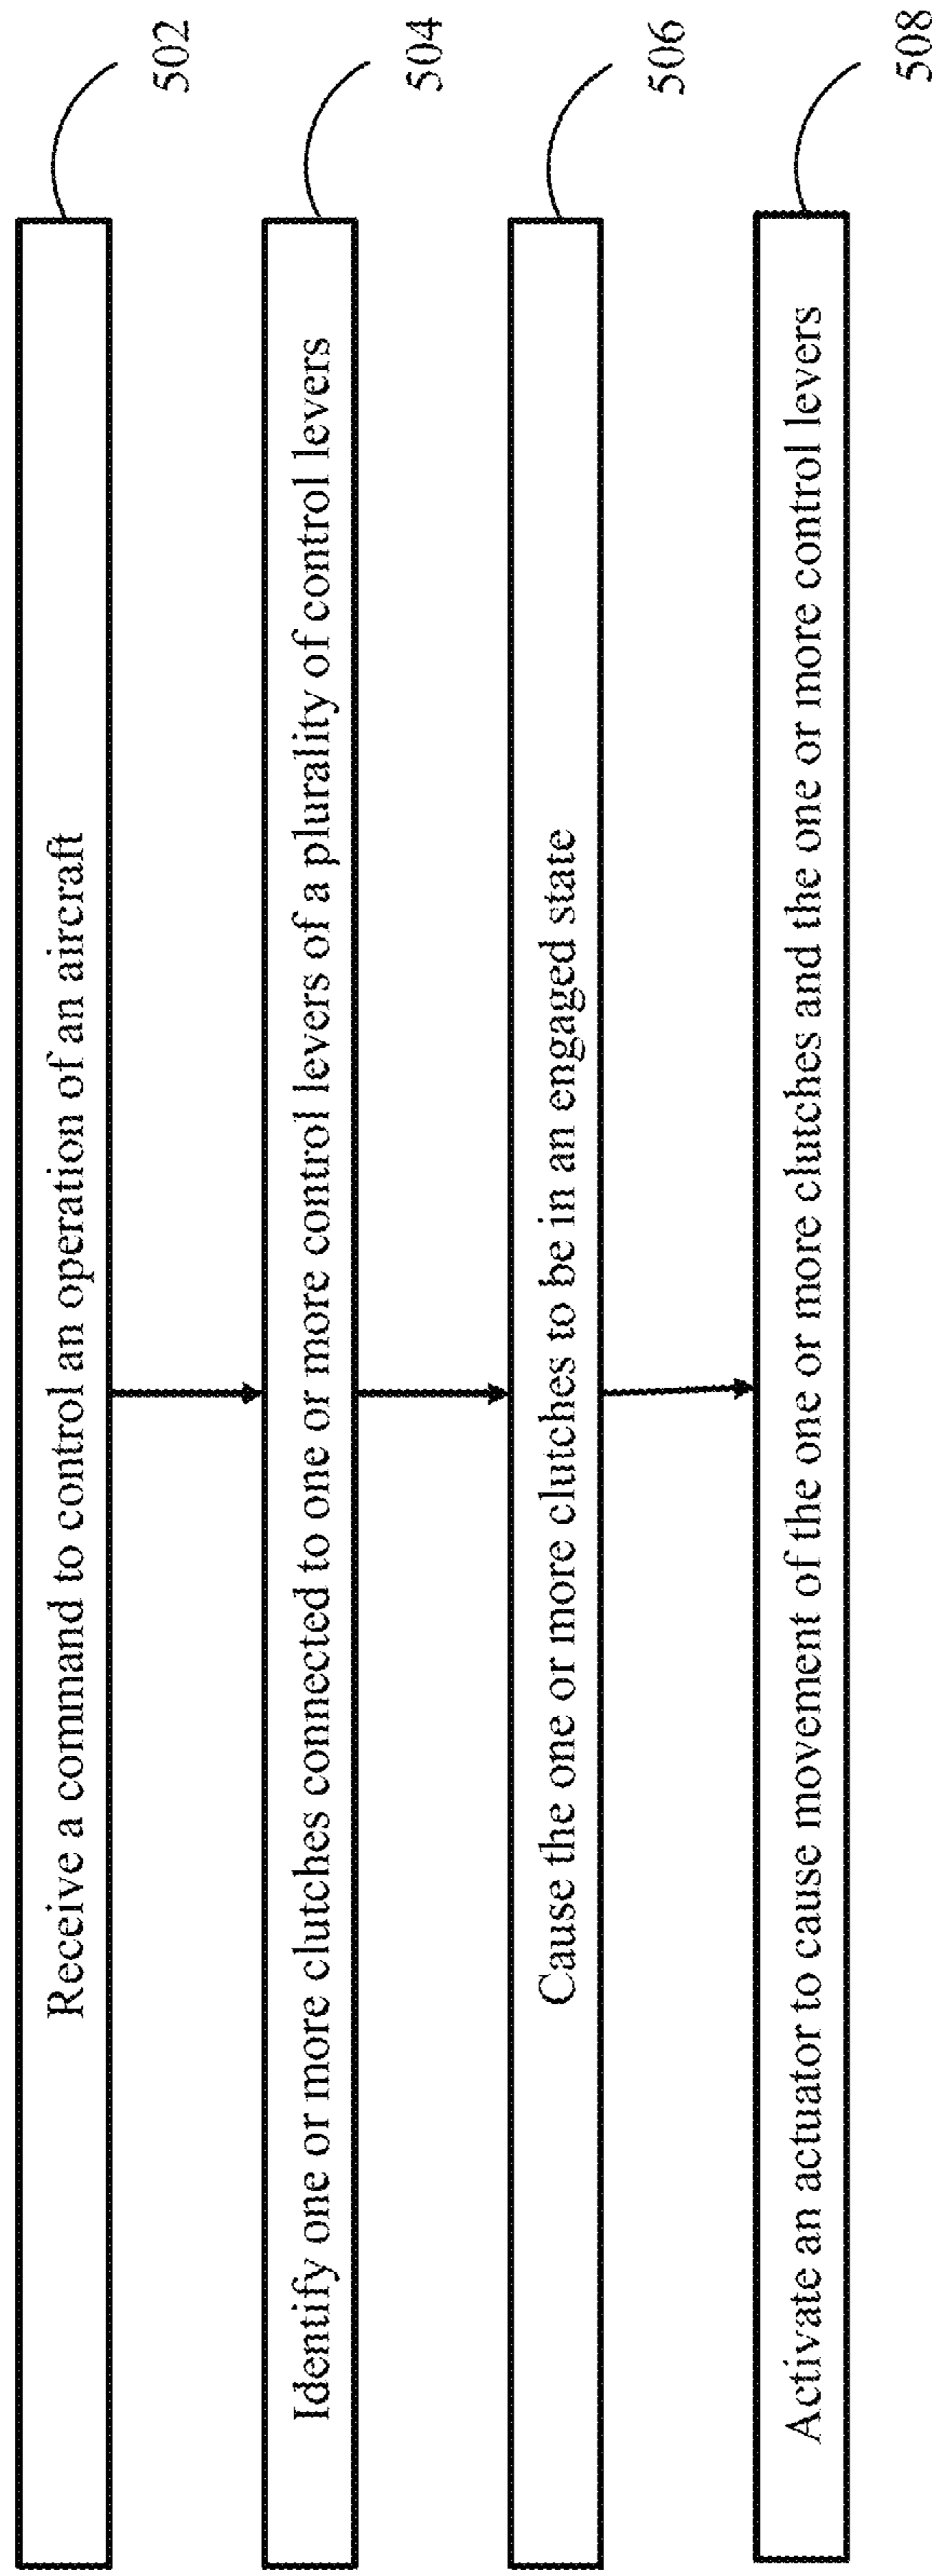 Receive a command to control an operation of an aircraft
502
Identify one or more clutches connected to one or more control levers of a plurality of control levers
504
Cause the one or more clutches to be in an engaged state
506
Activate an actuator to cause movement of the one or more clutches and the one or more control levers
508